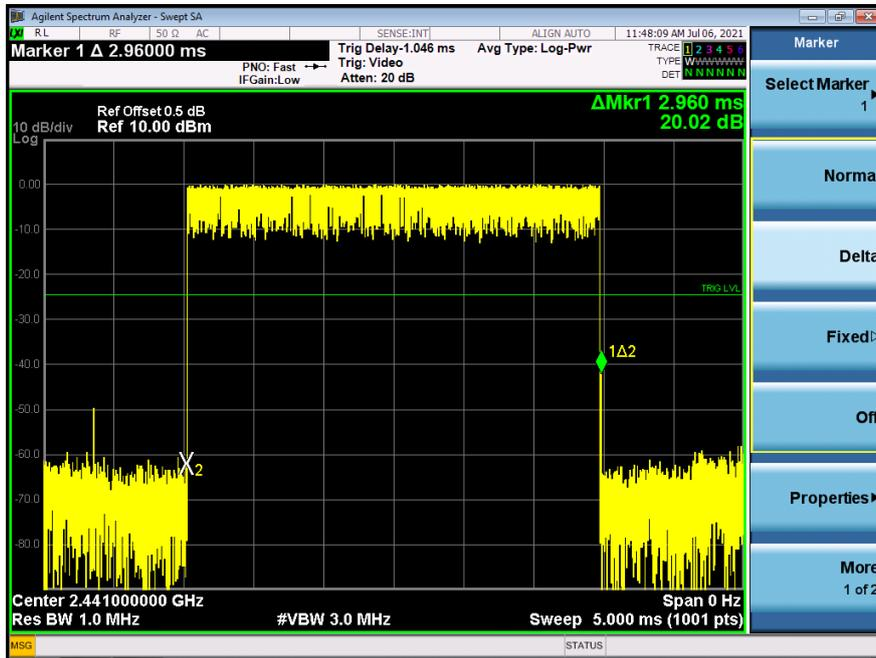 Agilent Spectrum Analyzer - Swept SA
LXI RL RF 50 Ω AC SENSE:INT ALIGN AUTO 11:48:09 AM Jul 06, 2021
Marker 1 Δ 2.96000 ms
PNO: Fast
IFGain:Low
Trig Delay-1.046 ms
Trig: Video
Atten: 20 dB
Avg Type: Log-Pwr
TRACE 1 2 3 4 5 6
TYPE WWWWWW
DET N N N N N N
Marker
Select Marker
1
Norma
Delta
Fixed
Off
Properties
More
1 of 2
ΔMkr1 2.960 ms
20.02 dB
Ref Offset 0.5 dB
10 dB/div Ref 10.00 dBm
Log
0.00
-10.0
-20.0
TRIG LVL
-30.0
1Δ2
-40.0
-50.0
-60.0
X2
-70.0
-80.0
Center 2.441000000 GHz Span 0 Hz
Res BW 1.0 MHz #VBW 3.0 MHz Sweep 5.000 ms (1001 pts)
MSG STATUS